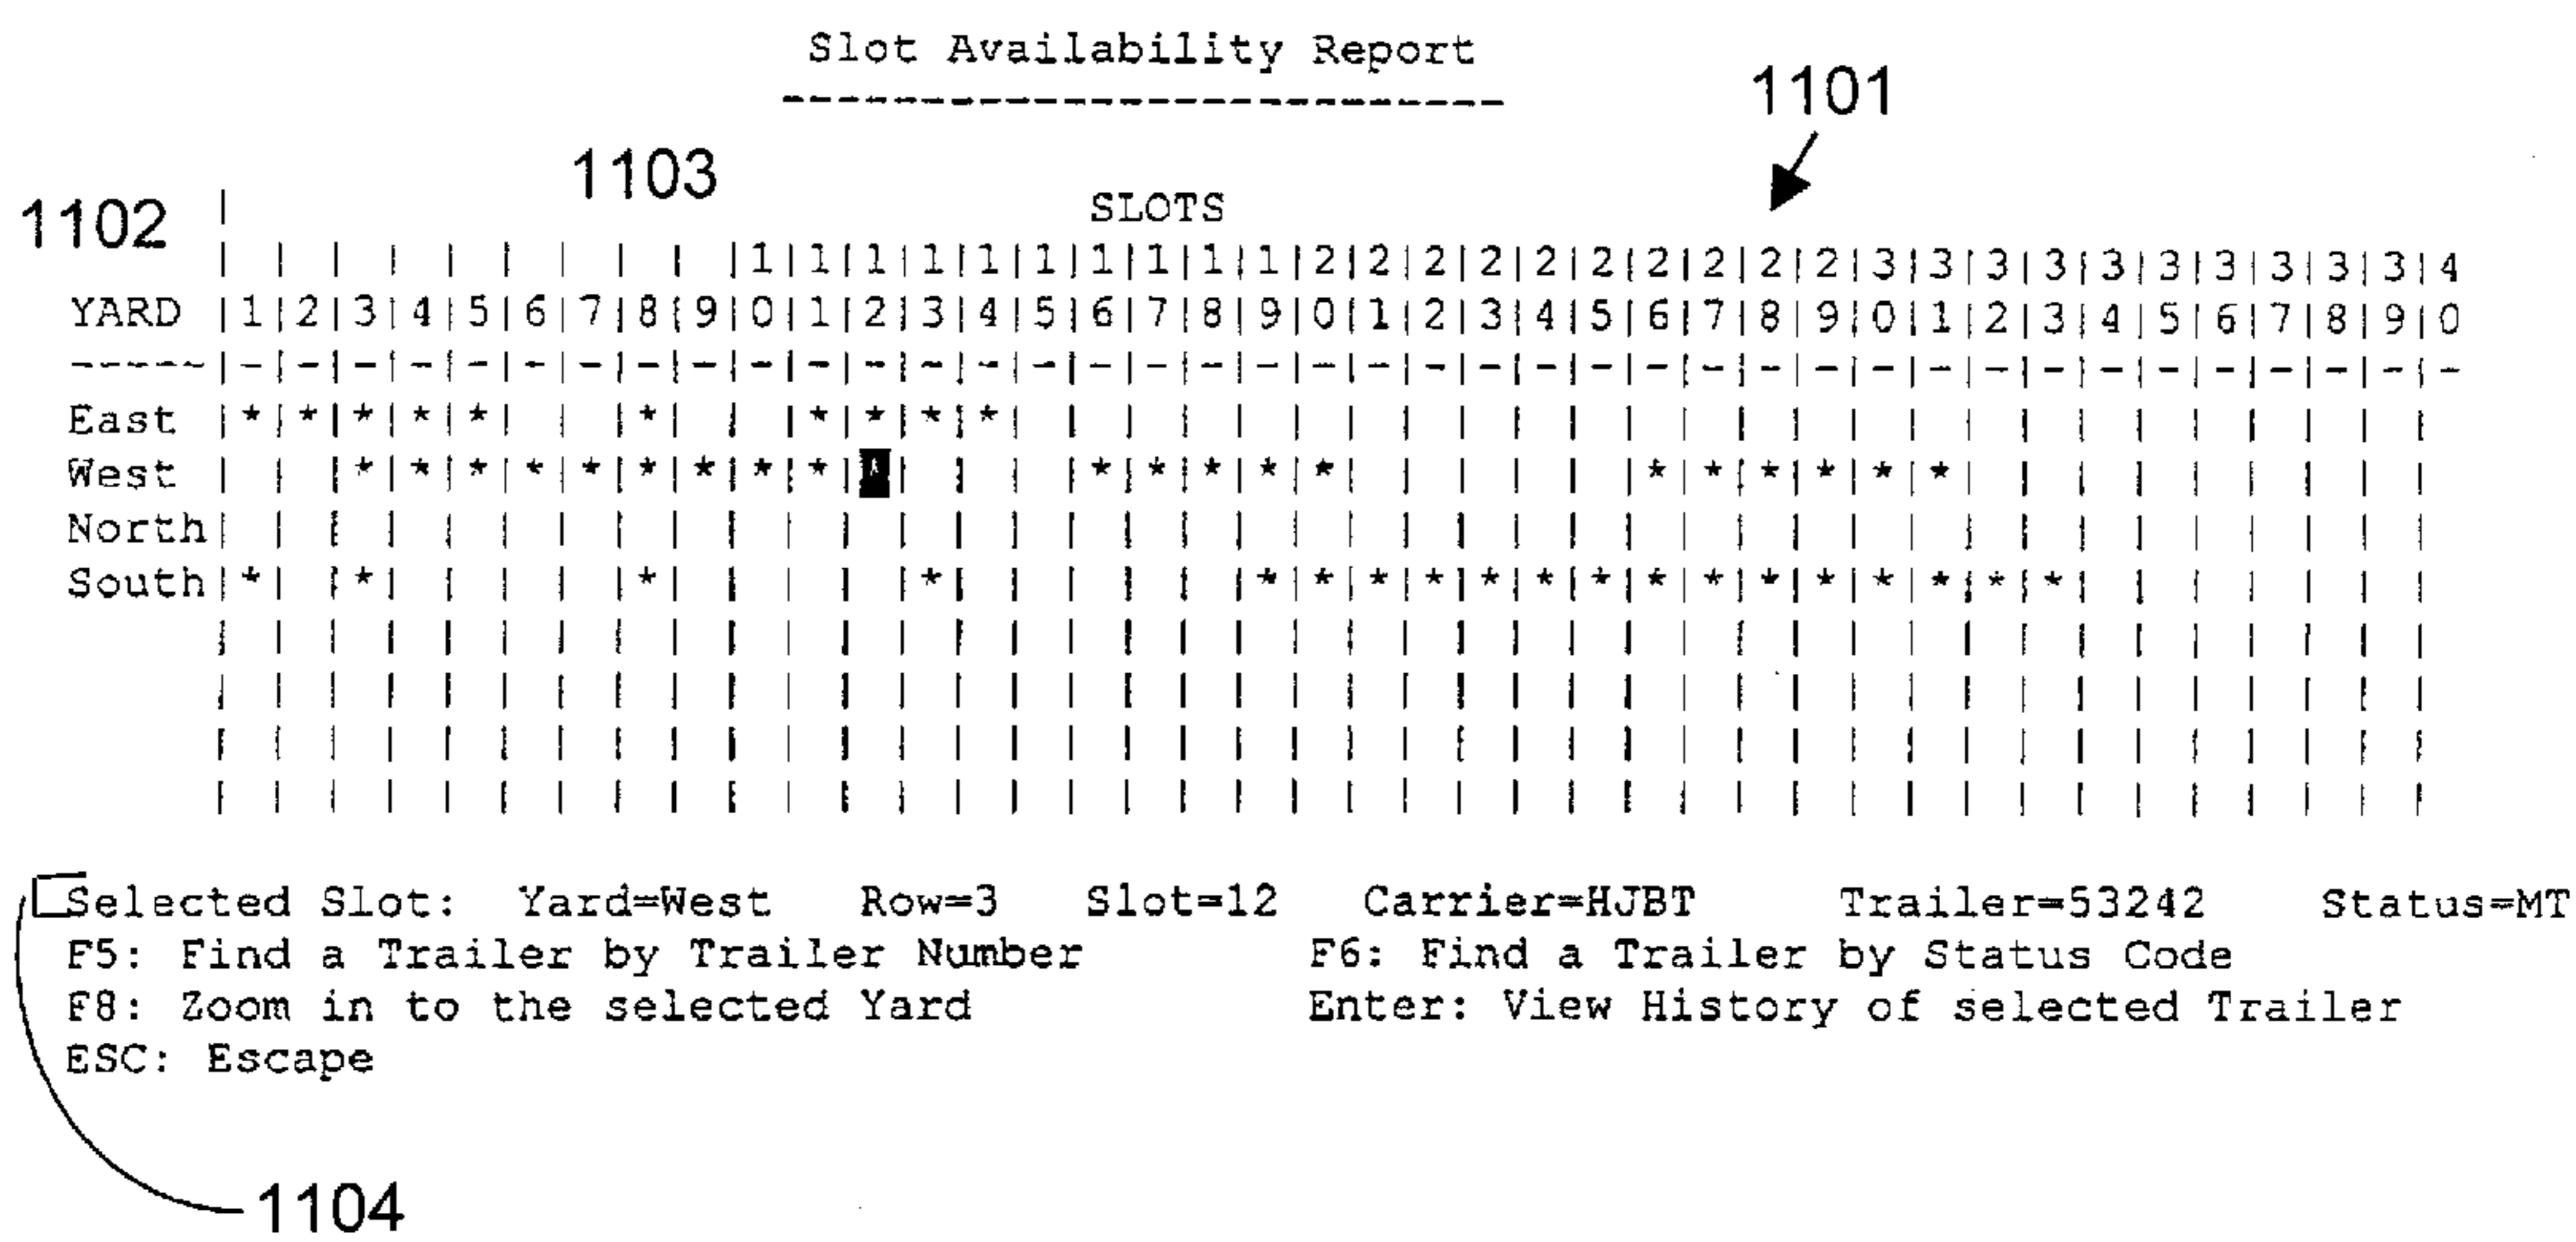 Slot Availability Report
--------------------------
1101
1103
1102 | SLOTS
| | | | | | | | | |1|1|1|1|1|1|1|1|1|1|2|2|2|2|2|2|2|2|2|2|3|3|3|3|3|3|3|3|3|3|4
YARD |1|2|3|4|5|6|7|8|9|0|1|2|3|4|5|6|7|8|9|0|1|2|3|4|5|6|7|8|9|0|1|2|3|4|5|6|7|8|9|0
-----|-|-|-|-|-|-|-|-|-|-|-|-|-|-|-|-|-|-|-|-|-|-|-|-|-|-|-|-|-|-|-|-|-|-|-|-|-|-|-|-
East |*|*|*|*|*| | |*| | |*|*|*|*| | | | | | | | | | | | | | | | | | | | | | | | | |
West | | |*|*|*|*|*|*|*|*|*|*| | | |*|*|*|*|*| | | | | |*|*|*|*|*|*| | | | | | | | |
North| | | | | | | | | | | | | | | | | | | | | | | | | | | | | | | | | | | | | | | |
South|*| |*| | | | |*| | | | |*| | | | | |*|*|*|*|*|*|*|*|*|*|*|*|*|*|*| | | | | | |
Selected Slot: Yard=West Row=3 Slot=12 Carrier=HJBT Trailer=53242 Status=MT
F5: Find a Trailer by Trailer Number F6: Find a Trailer by Status Code
F8: Zoom in to the selected Yard Enter: View History of selected Trailer
ESC: Escape
1104